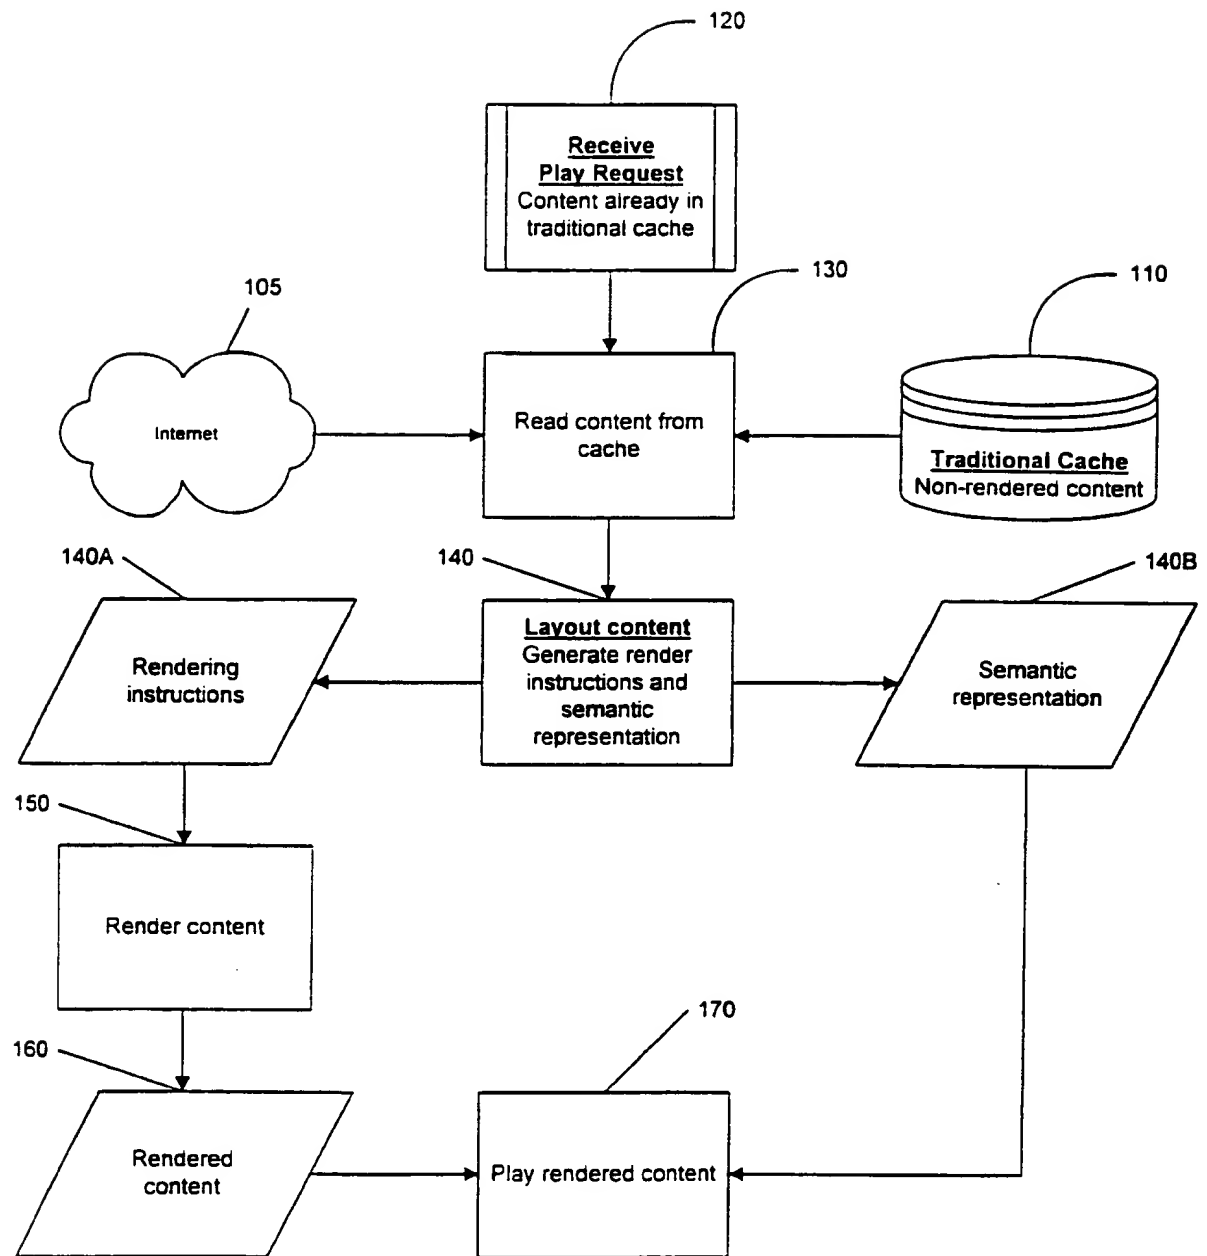 120
Receive
Play Request
Content already in
traditional cache
130
110
105
Internet
Read content from
cache
Traditional Cache
Non-rendered content
140A
140
140B
Rendering
instructions
Layout content
Generate render
instructions and
semantic
representation
Semantic
representation
150
Render content
160
170
Rendered
content
Play rendered content